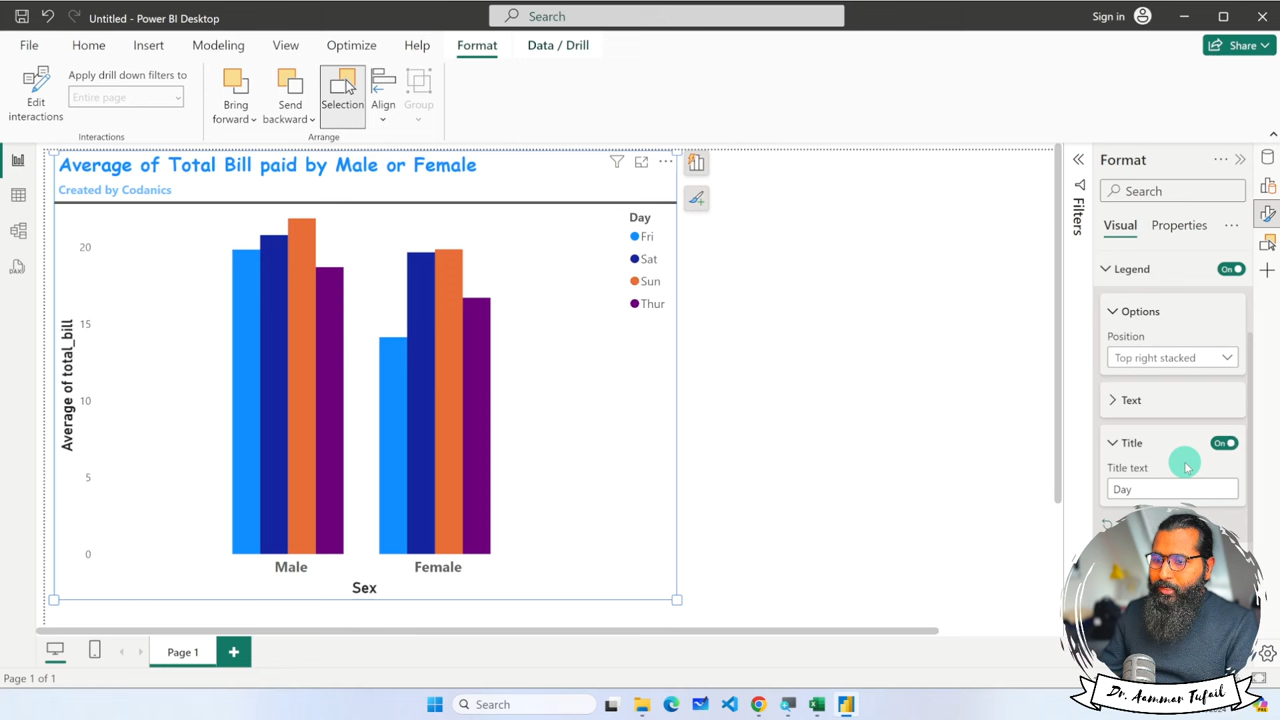 Untitled - Power BI Desktop
Search
Sign in
File
Home
Insert
Modeling
View
Optimize
Help
Format
Data / Drill
Share
Edit interactions
Apply drill down filters to
Entire page
Bring forward
Send backward
Selection
Align
Group
Interactions
Arrange
Average of Total Bill paid by Male or Female
Created by Codanics
Average of total_bill
20
15
10
5
0
Male
Female
Sex
Day
Fri
Sat
Sun
Thur
Filters
Format
Search
Visual
Properties
Legend
On
Options
Position
Top right stacked
Text
Title
On
Title text
Day
Page 1
Page 1 of 1
Search
Dr. Aammar Tufail
DAX